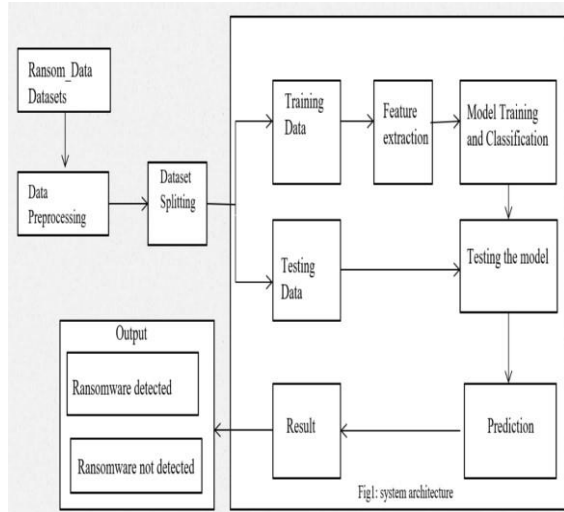 Ransom_Data
Datasets
Data
Preprocessing
Dataset
Splitting
Training
Data
Feature
extraction
Model Training
and Classification
Testing
Data
Testing the model
Prediction
Result
Output
Ransomware detected
Ransomware not detected
Fig1: system architecture